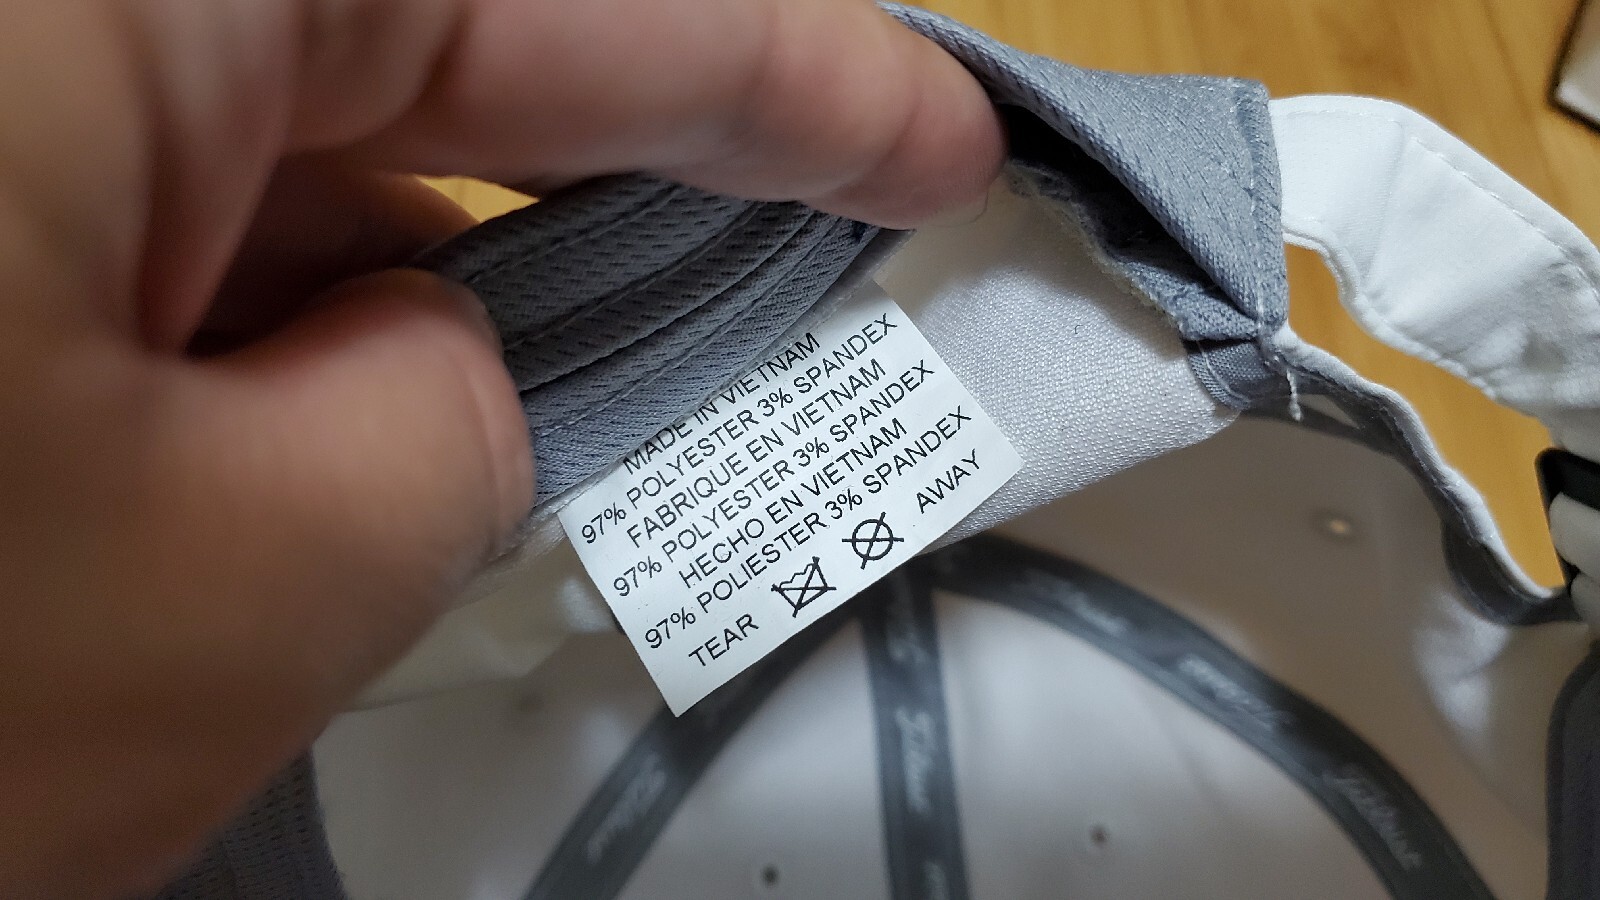 MADE IN VIETNAM
97% POLYESTER 3% SPANDEX
FABRIQUE EN VIETNAM
97% POLYESTER 3% SPANDEX
HECHO EN VIETNAM
97% POLIESTER 3% SPANDEX
TEAR AWAY
Titleist